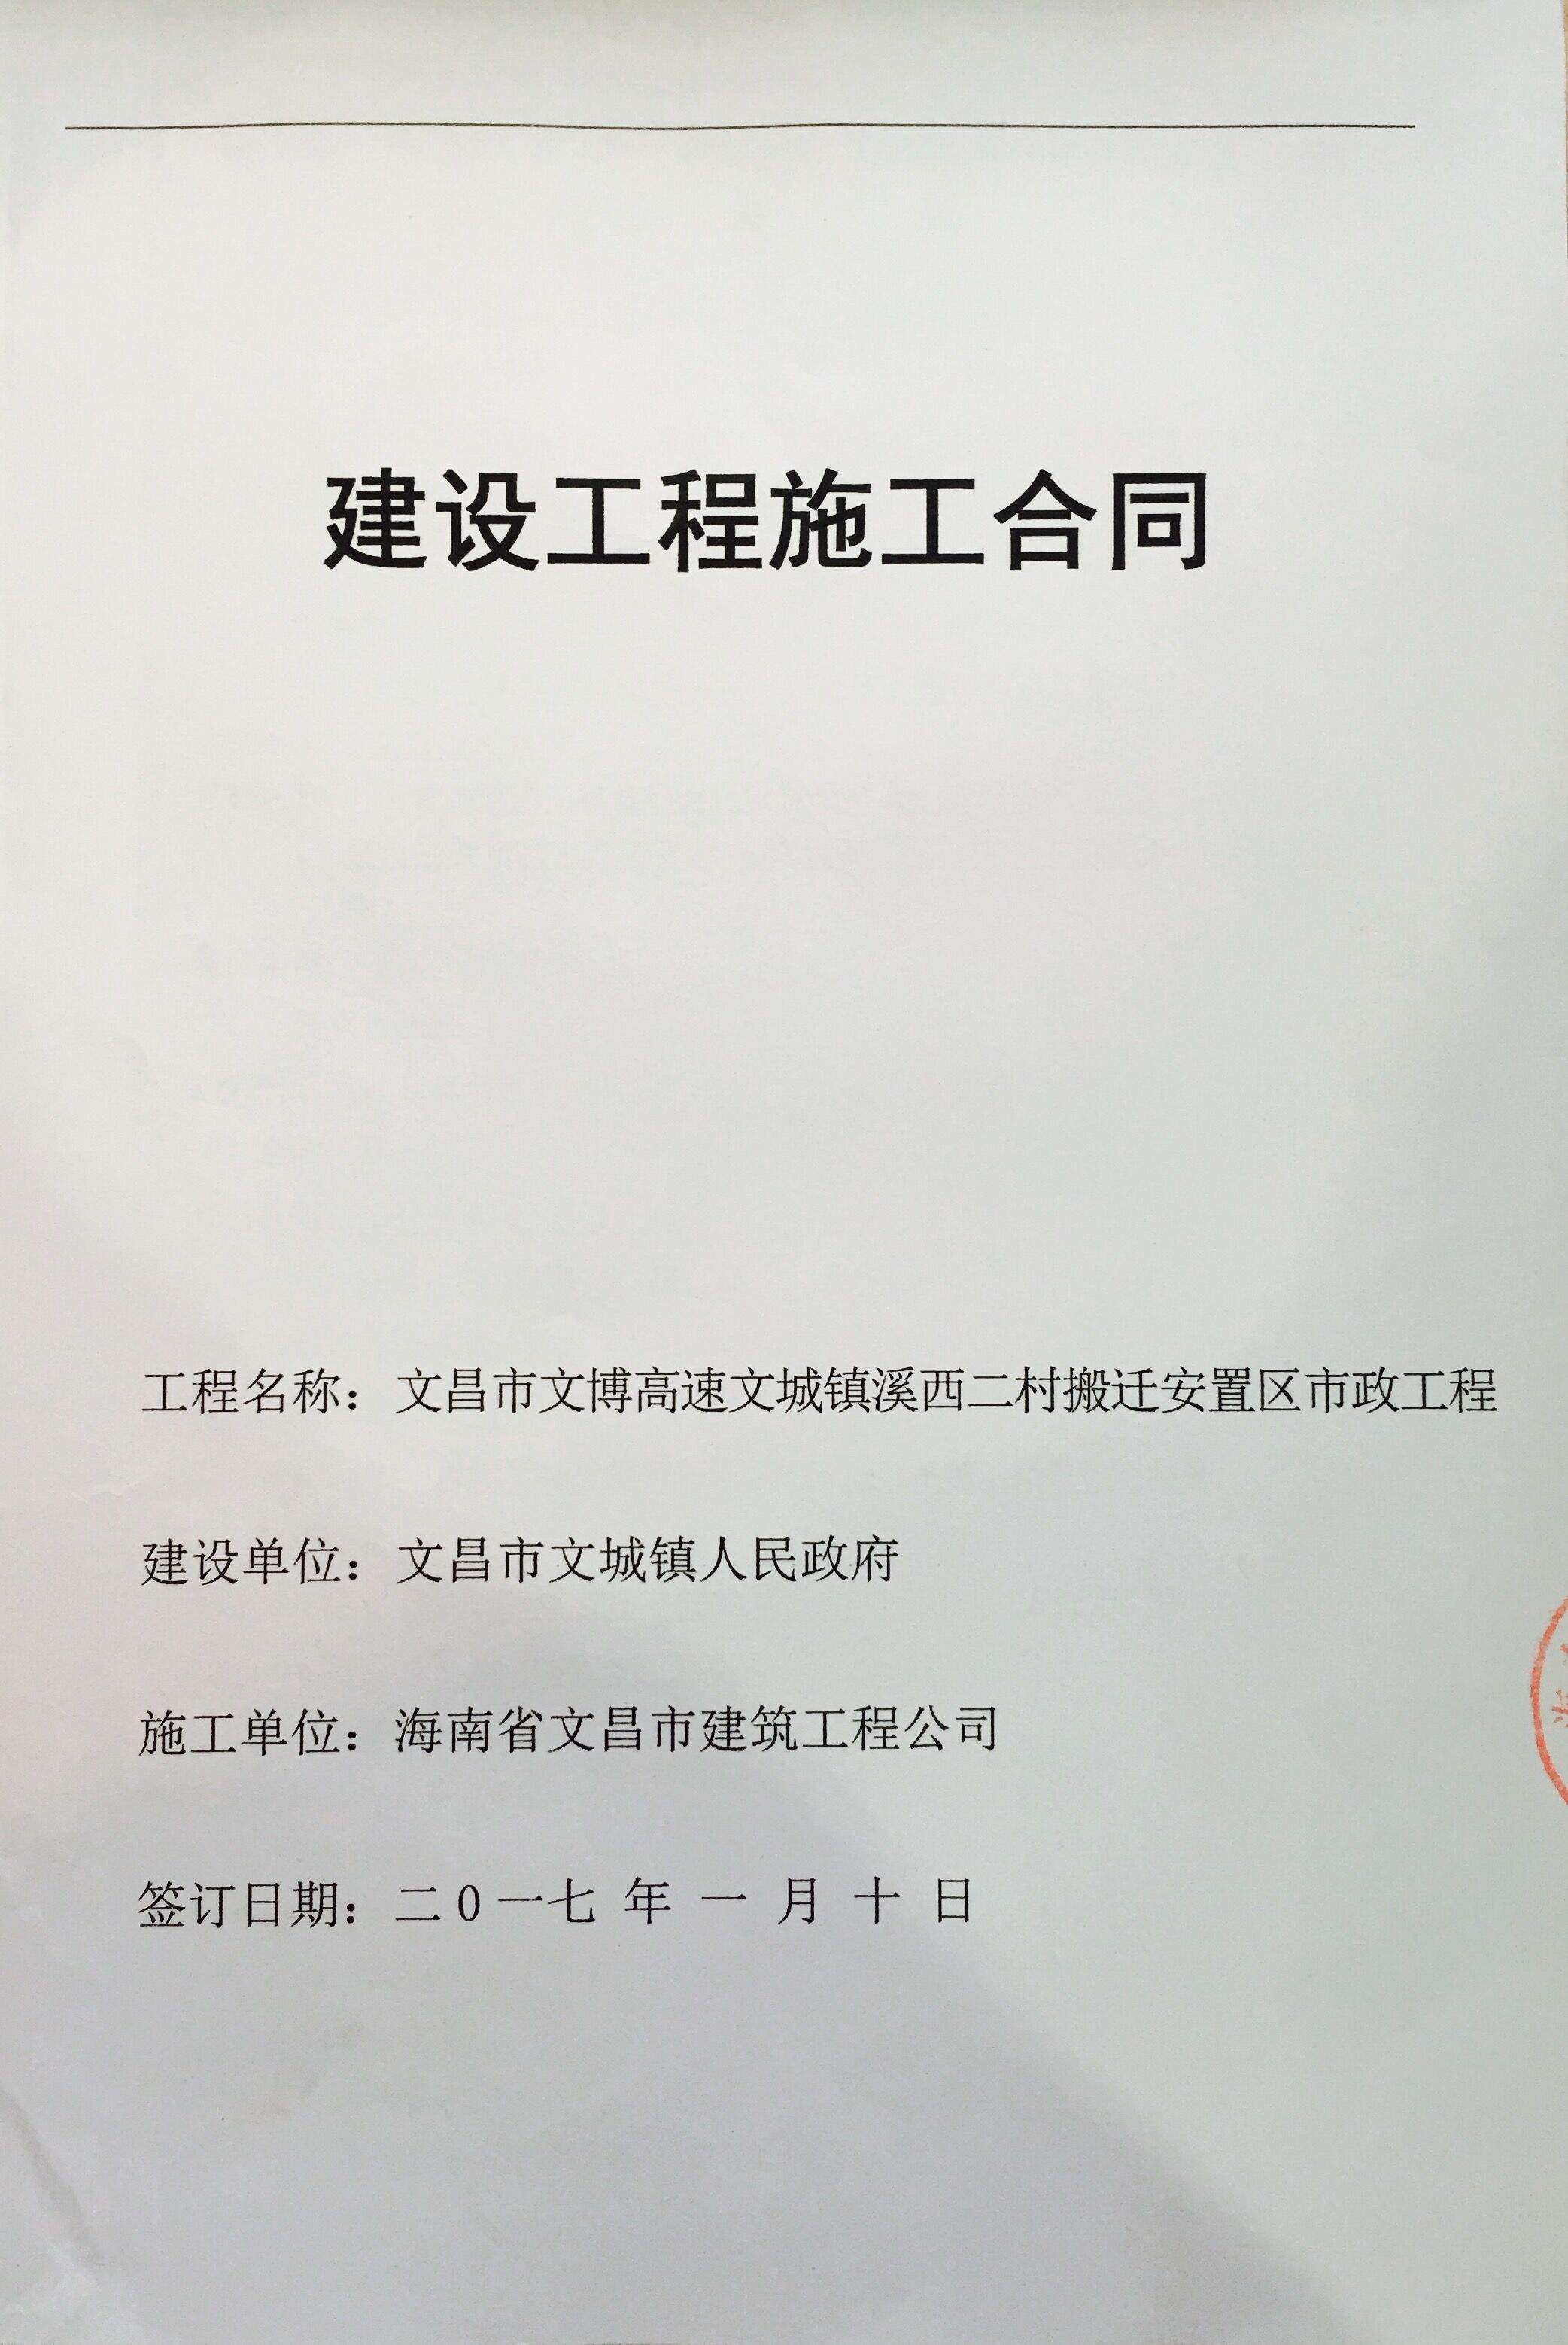 建设工程施工合同
工程名称：文昌市文博高速文城镇溪西二村搬迁安置区市政工程
建设单位：文昌市文城镇人民政府
施工单位：海南省文昌市建筑工程公司
签订日期：二0一七 年 一 月 十 日